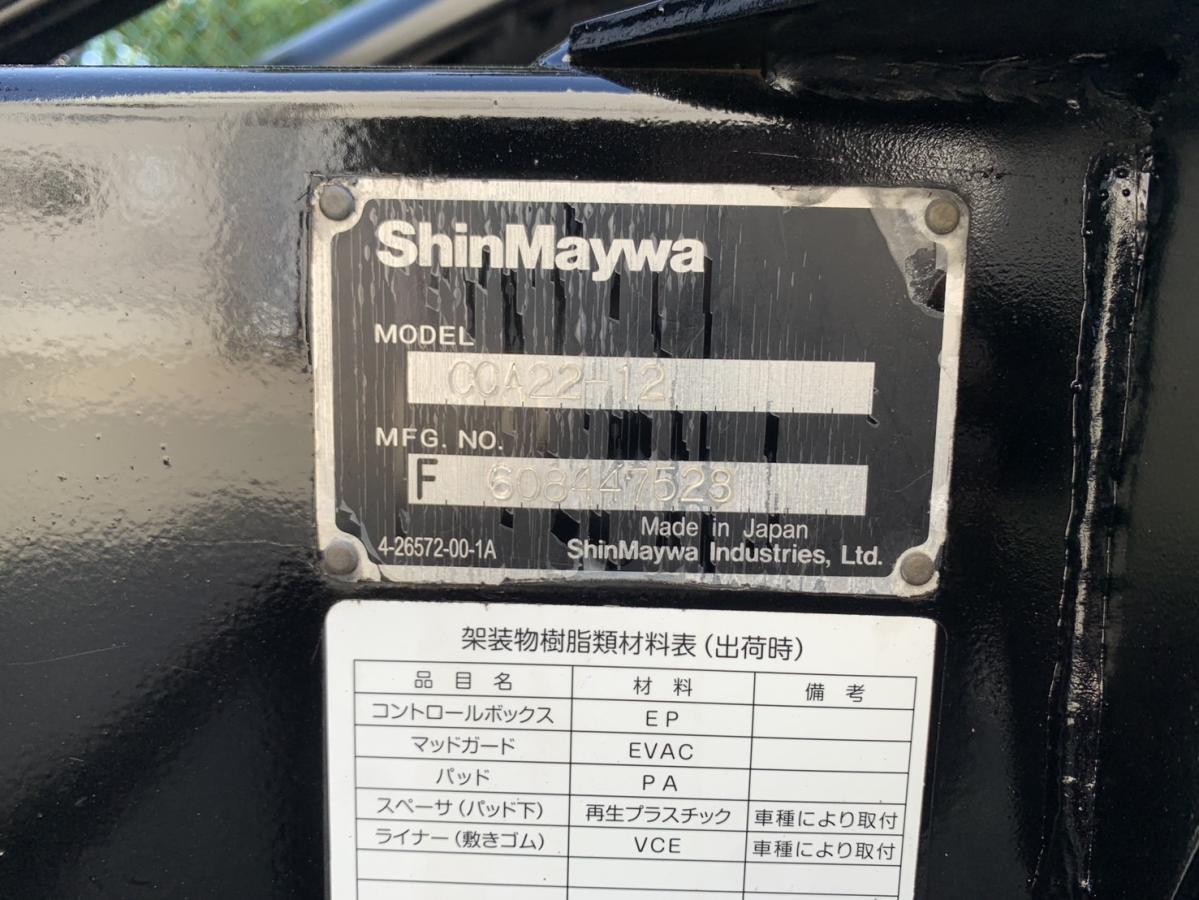 ShinMaywa
MODEL
CCA22-12
MFG. NO.
F 608447528
Made in Japan
4-26572-00-1A ShinMaywa Industries, Ltd.
架装物樹脂類材料表(出荷時)
品目名 材料 備考
コントロールボックス EP
マッドガード EVAC
パッド PA
スペーサ(パッド下) 再生プラスチック 車種により取付
ライナー(敷きゴム) VCE 車種により取付